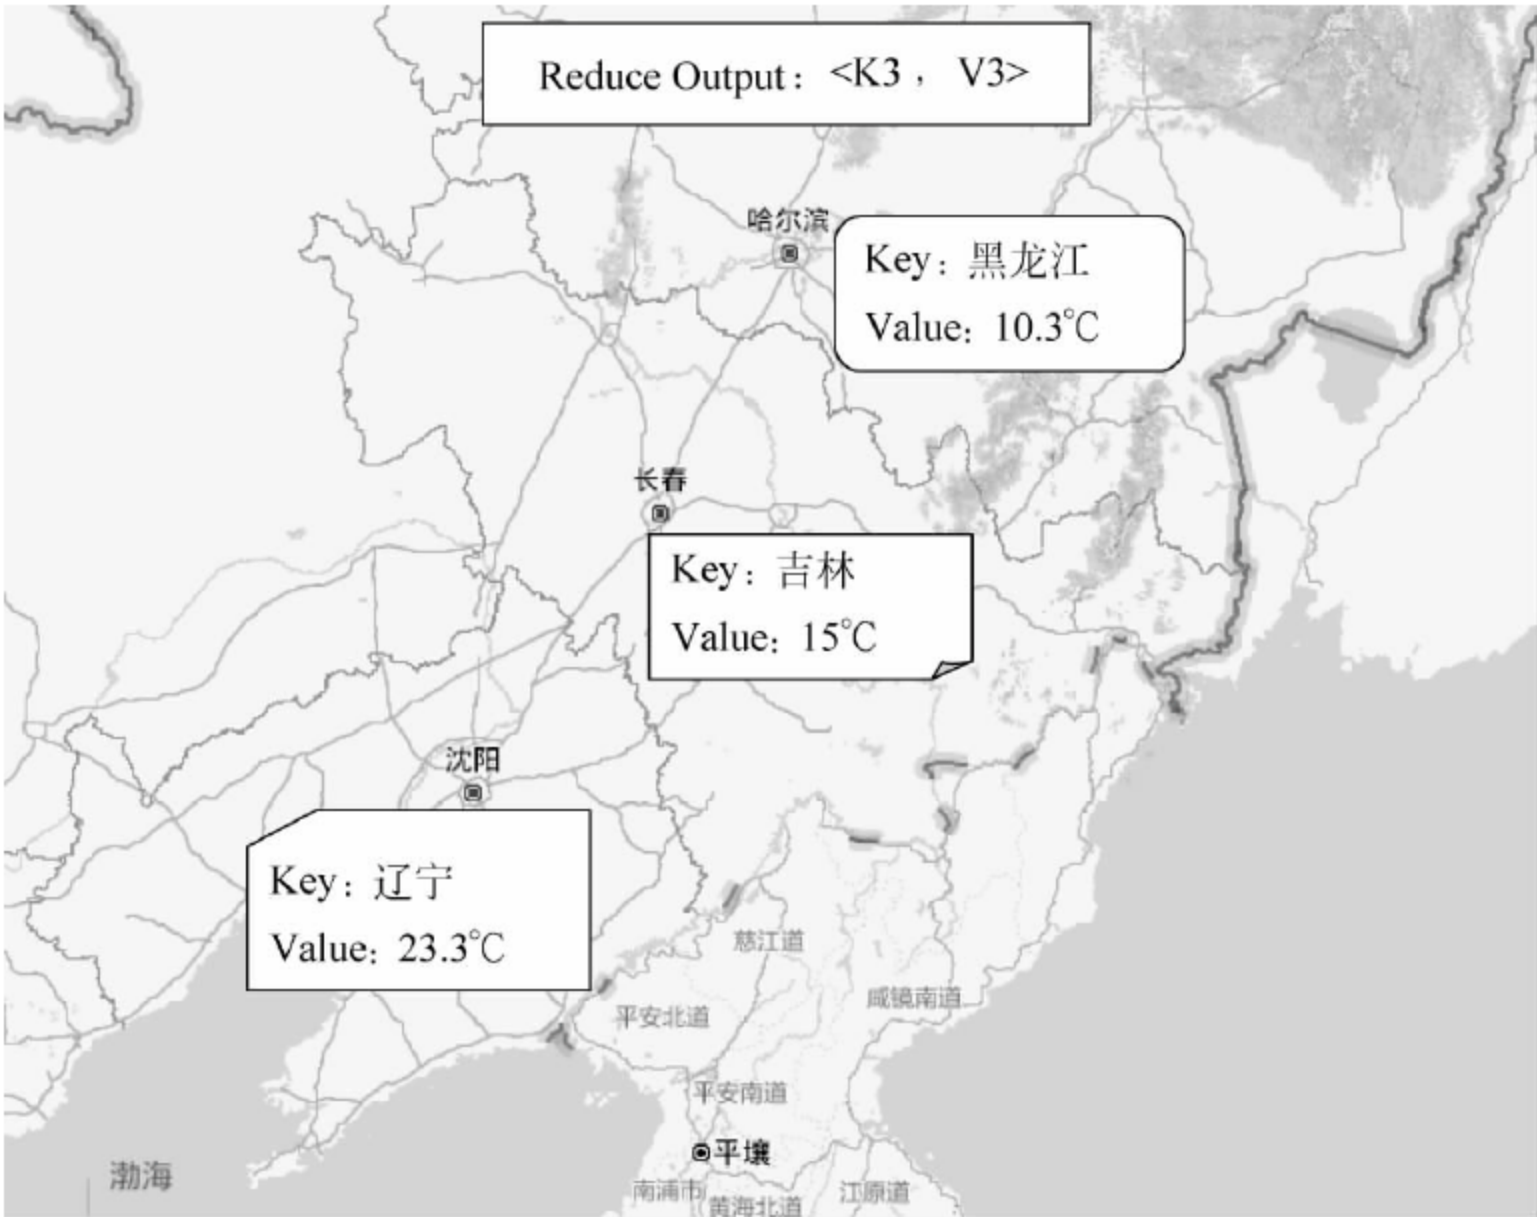 Reduce Output：<K3， V3>
哈尔滨
Key：黑龙江
Value：10.3℃
长春
Key：吉林
Value：15℃
沈阳
Key：辽宁
Value：23.3℃
慈江道
咸镜南道
平安北道
平安南道
平壤
渤海
南浦市
黄海北道
江原道